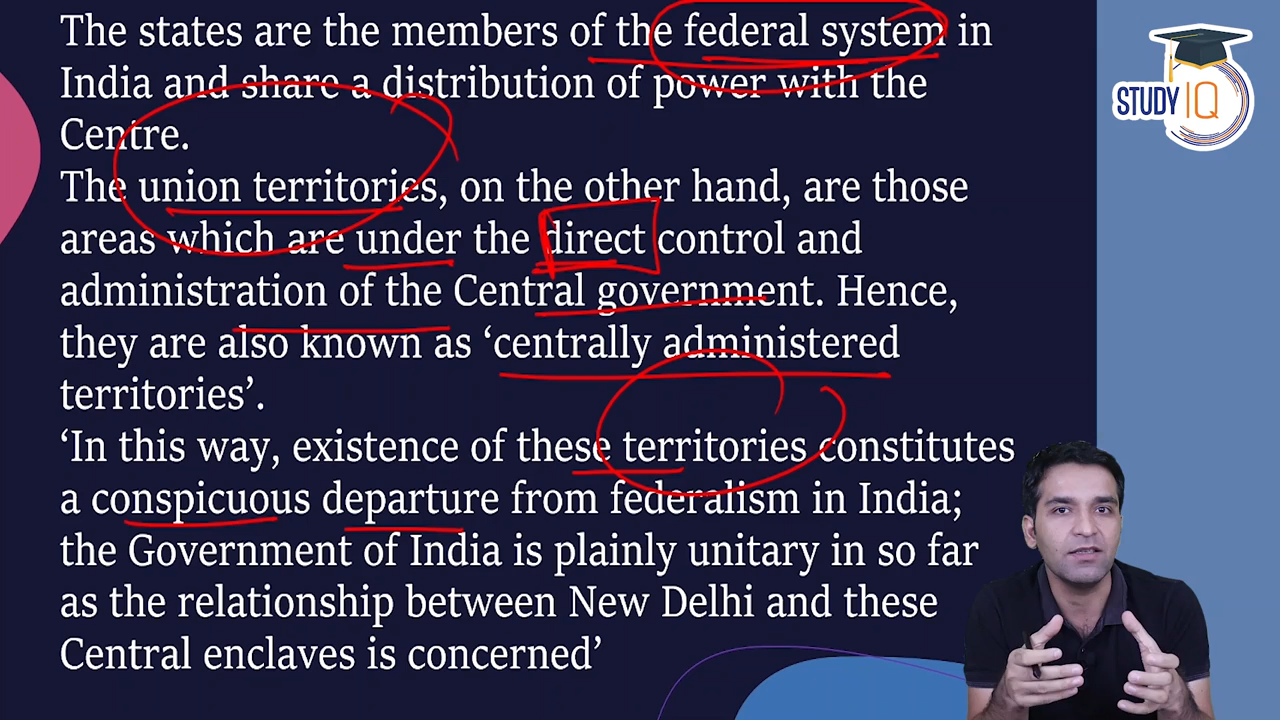 The states are the members of the federal system in
India and share a distribution of power with the
Centre.
The union territories, on the other hand, are those
areas which are under the direct control and
administration of the Central government. Hence,
they are also known as ‘centrally administered
territories’.
‘In this way, existence of these territories constitutes
a conspicuous departure from federalism in India;
the Government of India is plainly unitary in so far
as the relationship between New Delhi and these
Central enclaves is concerned’
STUDY IQ